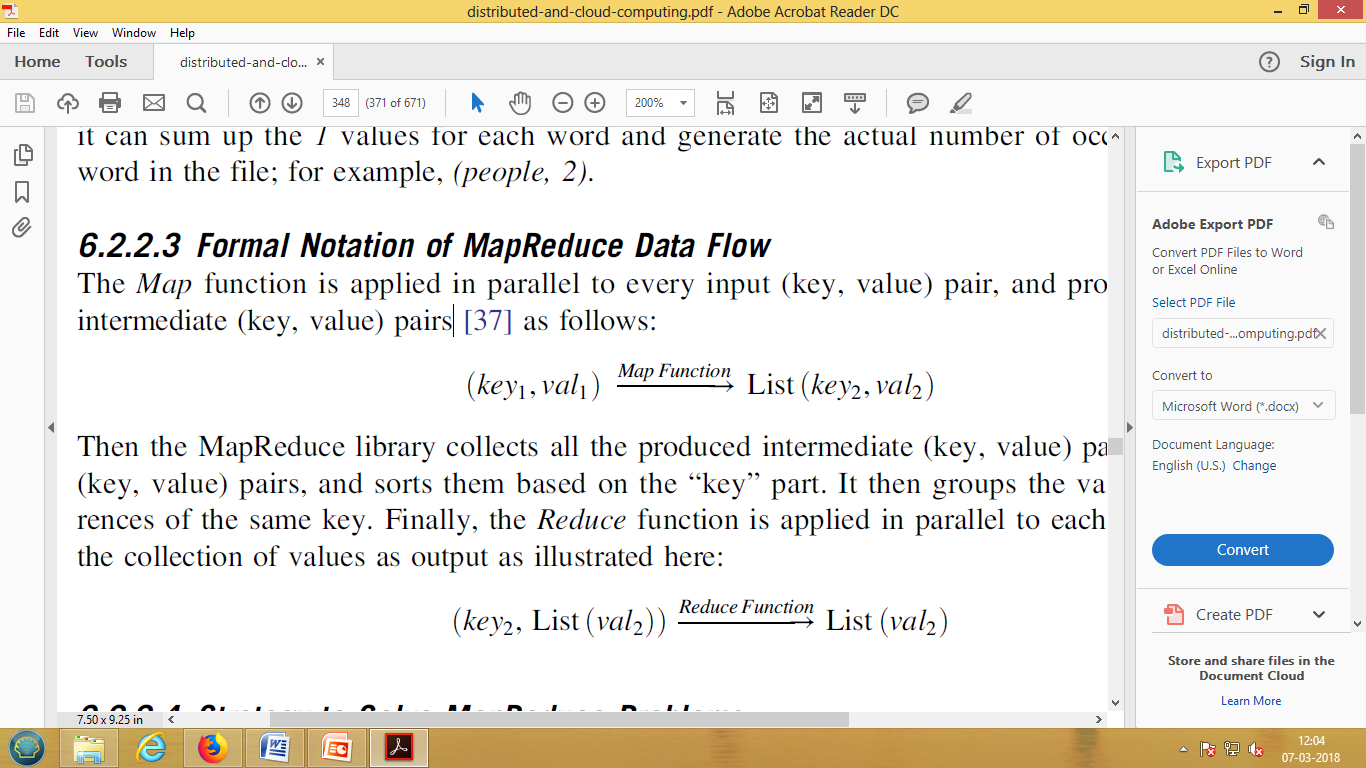 distributed-and-cloud-computing.pdf - Adobe Acrobat Reader DC
File Edit View Window Help
Home Tools distributed-and-clo... × ? Sign In
348 (371 of 671) 200%
it can sum up the 1 values for each word and generate the actual number of occ
word in the file; for example, (people, 2).
6.2.2.3 Formal Notation of MapReduce Data Flow
The Map function is applied in parallel to every input (key, value) pair, and pro
intermediate (key, value) pairs [37] as follows:
(key₁, val₁) —Map Function→ List (key₂, val₂)
Then the MapReduce library collects all the produced intermediate (key, value) pa
(key, value) pairs, and sorts them based on the “key” part. It then groups the va
rences of the same key. Finally, the Reduce function is applied in parallel to each
the collection of values as output as illustrated here:
(key₂, List (val₂)) —Reduce Function→ List (val₂)
6.2.2.4 Strategy to Solve MapReduce Problems
7.50 x 9.25 in
Export PDF
Adobe Export PDF
Convert PDF Files to Word
or Excel Online
Select PDF File
distributed-...omputing.pdf ×
Convert to
Microsoft Word (*.docx)
Document Language:
English (U.S.) Change
Convert
Create PDF
Store and share files in the
Document Cloud
Learn More
12:04
07-03-2018